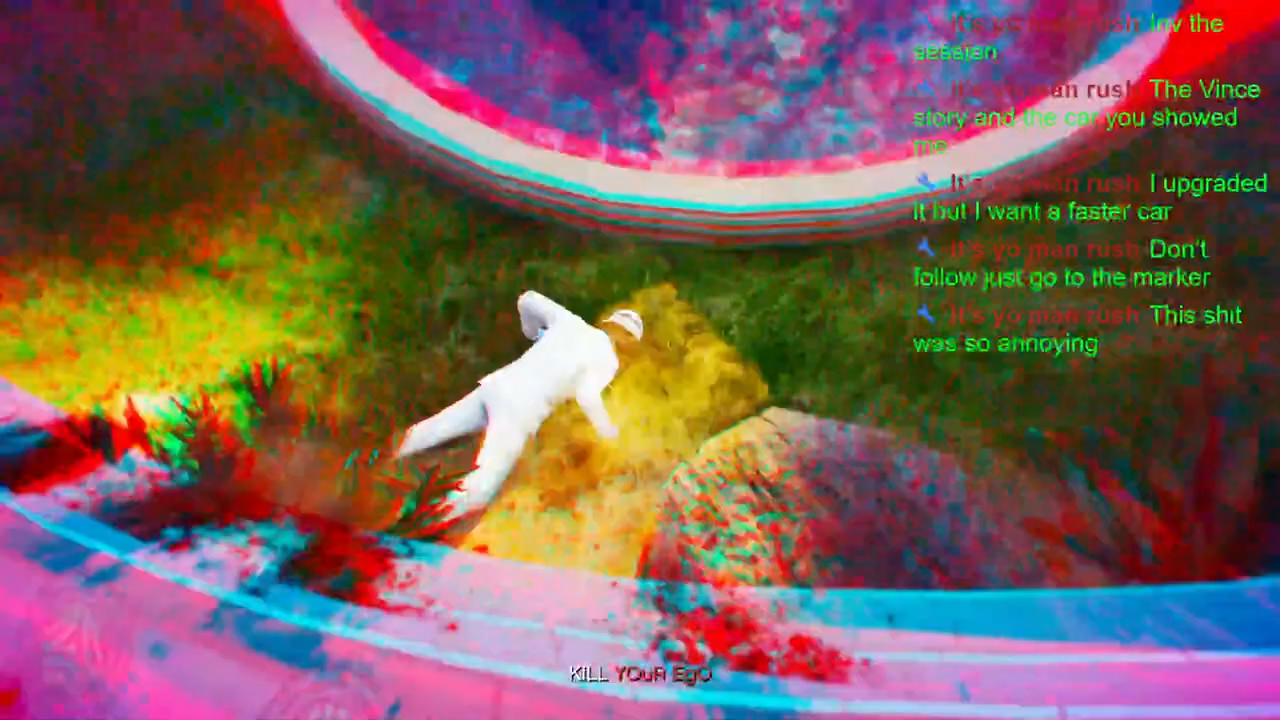 It's yo man rush Inv the
session
It's yo man rush The Vince
story and the car you showed
me
It's yo man rush I upgraded
it but I want a faster car
It's yo man rush Don't
follow just go to the marker
It's yo man rush This shit
was so annoying
KiLL YOuR EgO